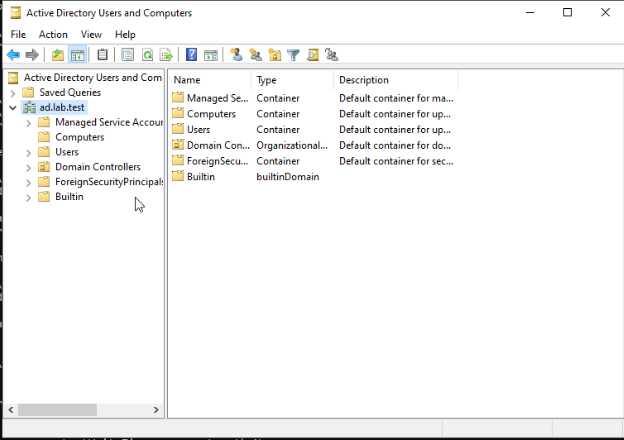 Active Directory Users and Computers
File Action View Help
Active Directory Users and Com
Saved Queries
ad.lab.test
Managed Service Accour
Computers
Users
Domain Controllers
ForeignSecurityPrincipals
Builtin
Name Type Description
Managed Se... Container Default container for ma...
Computers Container Default container for up...
Users Container Default container for up...
Domain Con... Organizational... Default container for do...
ForeignSecu... Container Default container for sec...
Builtin builtinDomain